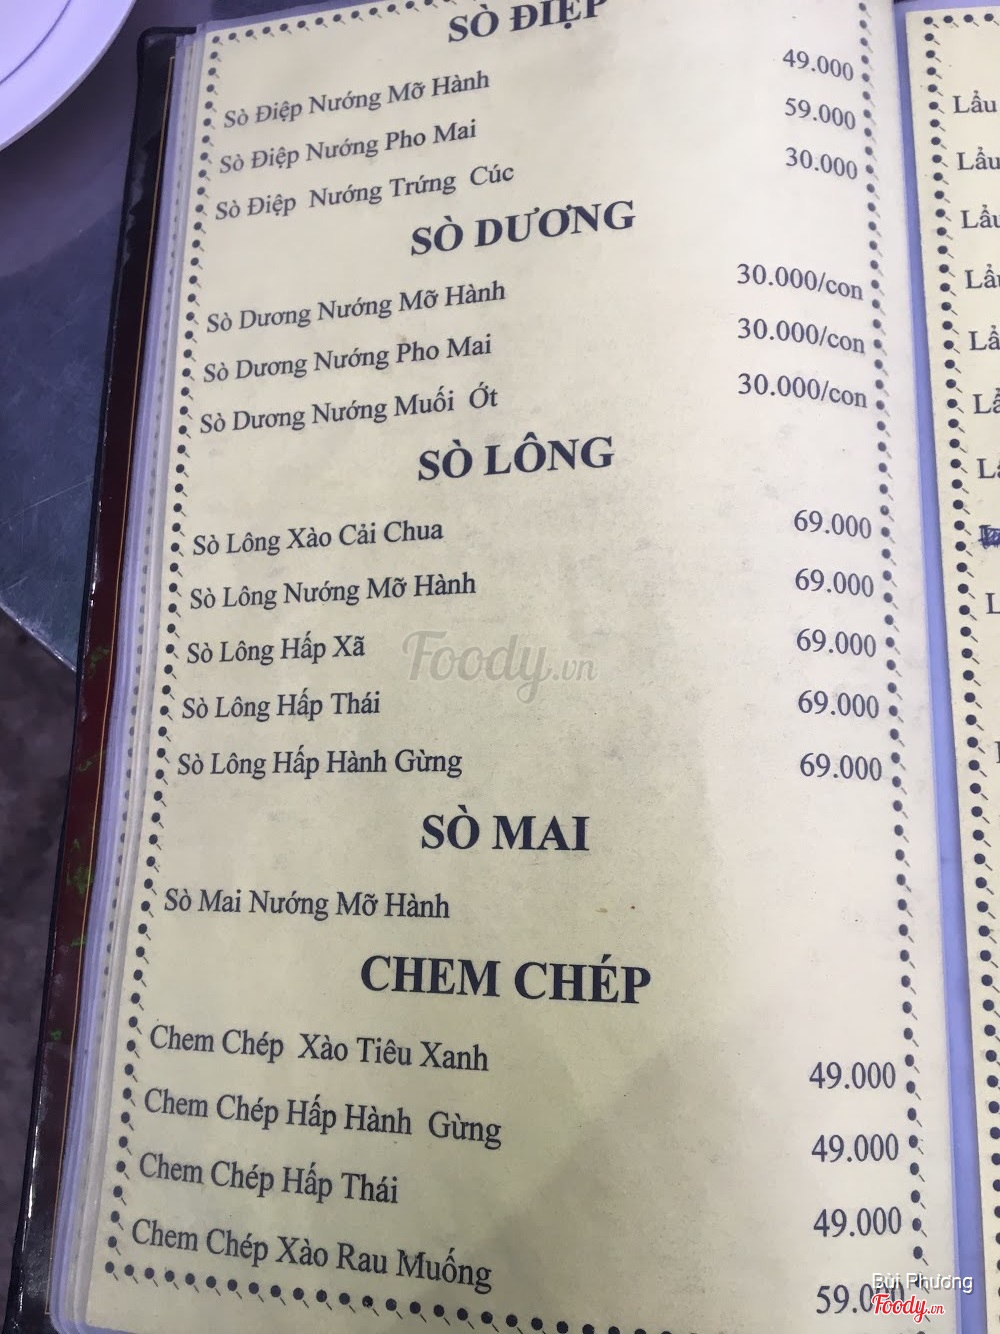 SÒ ĐIỆP
Sò Điệp Nướng Mỡ Hành 49.000
Sò Điệp Nướng Pho Mai 59.000
Sò Điệp Nướng Trứng Cúc 30.000
SÒ DƯƠNG
Sò Dương Nướng Mỡ Hành 30.000/con
Sò Dương Nướng Pho Mai 30.000/con
Sò Dương Nướng Muối Ớt 30.000/con
SÒ LÔNG
Sò Lông Xào Cải Chua 69.000
Sò Lông Nướng Mỡ Hành 69.000
Sò Lông Hấp Xã 69.000
Sò Lông Hấp Thái 69.000
Sò Lông Hấp Hành Gừng 69.000
SÒ MAI
Sò Mai Nướng Mỡ Hành
CHEM CHÉP
Chem Chép Xào Tiêu Xanh 49.000
Chem Chép Hấp Hành Gừng 49.000
Chem Chép Hấp Thái 49.000
Chem Chép Xào Rau Muống 59.000
Lẩu
Lẩu
Lẩu
Lẩu
Foody.vn
Bùi Phương
Foody.vn